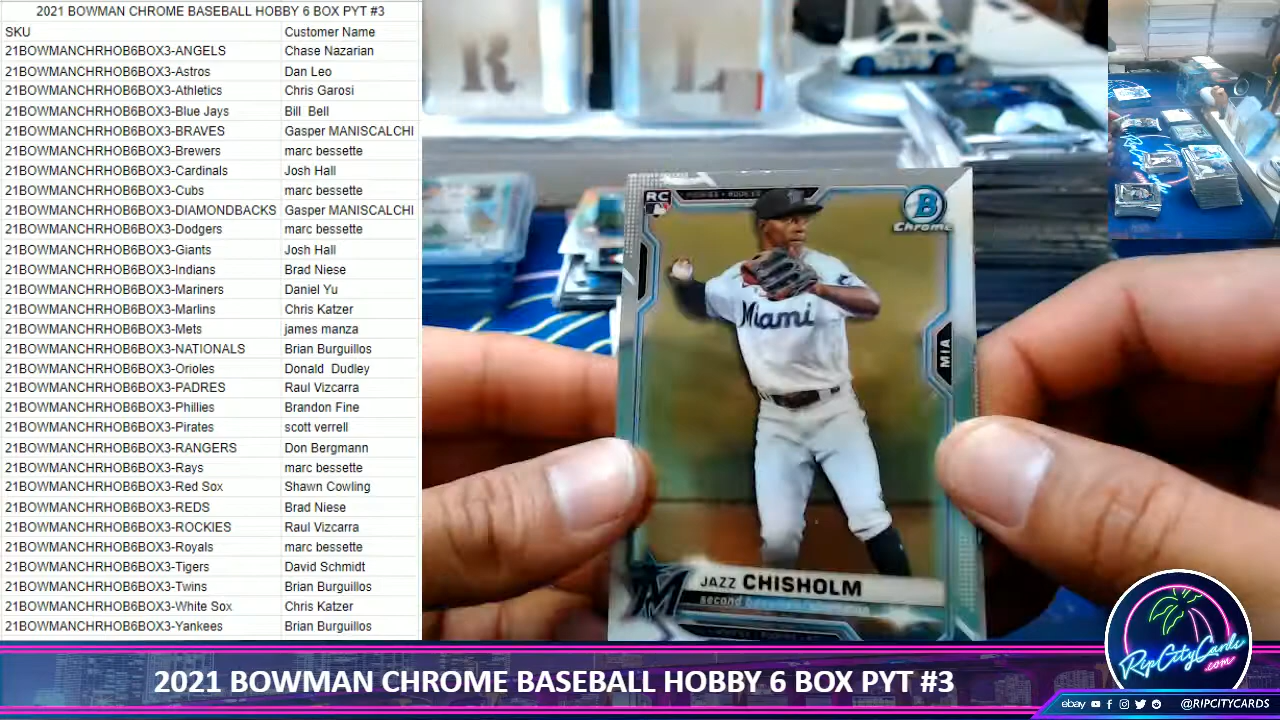 2021 BOWMAN CHROME BASEBALL HOBBY 6 BOX PYT #3
SKU Customer Name
21BOWMANCHRHOB6BOX3-ANGELS Chase Nazarian
21BOWMANCHRHOB6BOX3-Astros Dan Leo
21BOWMANCHRHOB6BOX3-Athletics Chris Garosi
21BOWMANCHRHOB6BOX3-Blue Jays Bill Bell
21BOWMANCHRHOB6BOX3-BRAVES Gasper MANISCALCHI
21BOWMANCHRHOB6BOX3-Brewers marc bessette
21BOWMANCHRHOB6BOX3-Cardinals Josh Hall
21BOWMANCHRHOB6BOX3-Cubs marc bessette
21BOWMANCHRHOB6BOX3-DIAMONDBACKS Gasper MANISCALCHI
21BOWMANCHRHOB6BOX3-Dodgers marc bessette
21BOWMANCHRHOB6BOX3-Giants Josh Hall
21BOWMANCHRHOB6BOX3-Indians Brad Niese
21BOWMANCHRHOB6BOX3-Mariners Daniel Yu
21BOWMANCHRHOB6BOX3-Marlins Chris Katzer
21BOWMANCHRHOB6BOX3-Mets james manza
21BOWMANCHRHOB6BOX3-NATIONALS Brian Burguillos
21BOWMANCHRHOB6BOX3-Orioles Donald Dudley
21BOWMANCHRHOB6BOX3-PADRES Raul Vizcarra
21BOWMANCHRHOB6BOX3-Phillies Brandon Fine
21BOWMANCHRHOB6BOX3-Pirates scott verrell
21BOWMANCHRHOB6BOX3-RANGERS Don Bergmann
21BOWMANCHRHOB6BOX3-Rays marc bessette
21BOWMANCHRHOB6BOX3-Red Sox Shawn Cowling
21BOWMANCHRHOB6BOX3-REDS Brad Niese
21BOWMANCHRHOB6BOX3-ROCKIES Raul Vizcarra
21BOWMANCHRHOB6BOX3-Royals marc bessette
21BOWMANCHRHOB6BOX3-Tigers David Schmidt
21BOWMANCHRHOB6BOX3-Twins Brian Burguillos
21BOWMANCHRHOB6BOX3-White Sox Chris Katzer
21BOWMANCHRHOB6BOX3-Yankees Brian Burguillos
R L
RC
B
Chrome
Miami
MIA
JAZZ CHISHOLM
second
RipCityCards
.com
2021 BOWMAN CHROME BASEBALL HOBBY 6 BOX PYT #3
ebay @RIPCITYCARDS